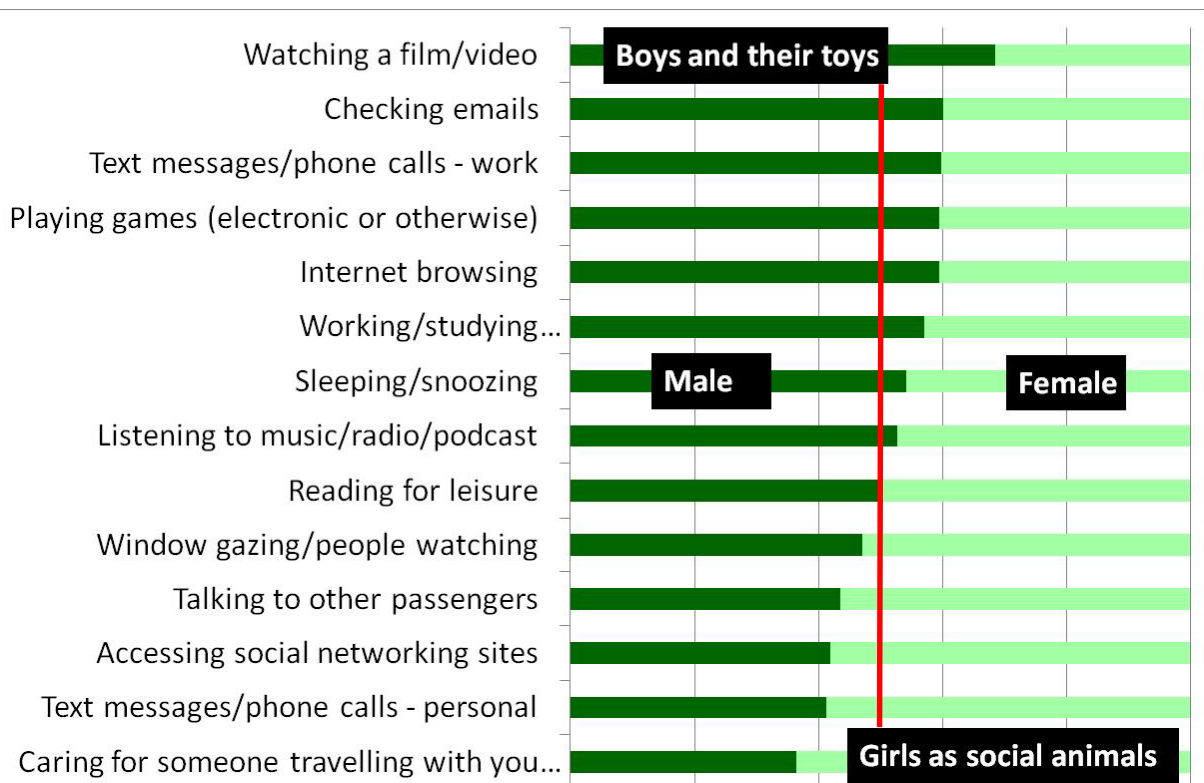 Watching a film/video
Boys and their toys
Checking emails
Text messages/phone calls - work
Playing games (electronic or otherwise)
Internet browsing
Working/studying...
Sleeping/snoozing
Male
Female
Listening to music/radio/podcast
Reading for leisure
Window gazing/people watching
Talking to other passengers
Accessing social networking sites
Text messages/phone calls - personal
Caring for someone travelling with you...
Girls as social animals